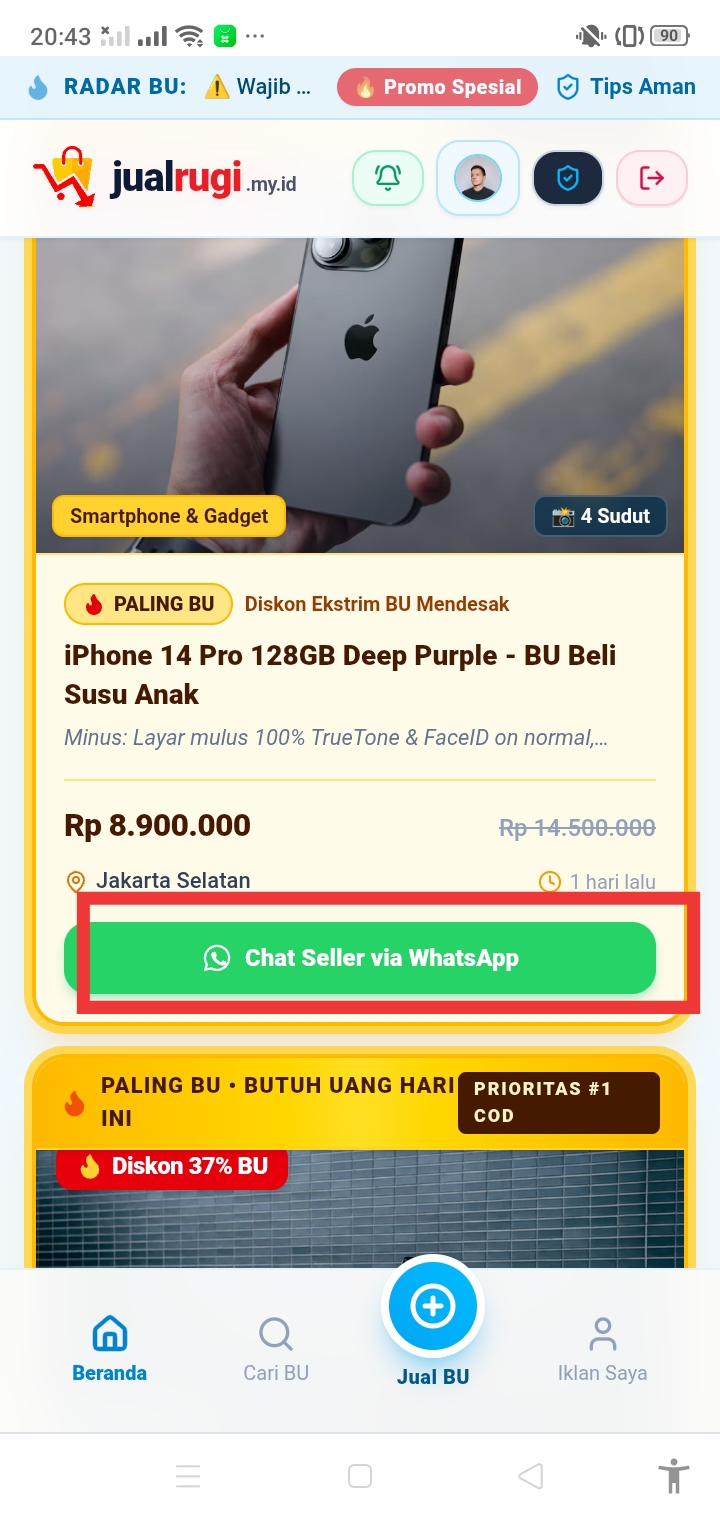 20:43
90
RADAR BU: ⚠️ Wajib ... 🔥 Promo Spesial Tips Aman
jualrugi .my.id
Smartphone & Gadget
📸 4 Sudut
PALING BU Diskon Ekstrim BU Mendesak
iPhone 14 Pro 128GB Deep Purple - BU Beli
Susu Anak
Minus: Layar mulus 100% TrueTone & FaceID on normal,...
Rp 8.900.000 Rp 14.500.000
Jakarta Selatan 1 hari lalu
Chat Seller via WhatsApp
PALING BU • BUTUH UANG HARI
INI
PRIORITAS #1
COD
🔥 Diskon 37% BU
Beranda Cari BU Jual BU Iklan Saya